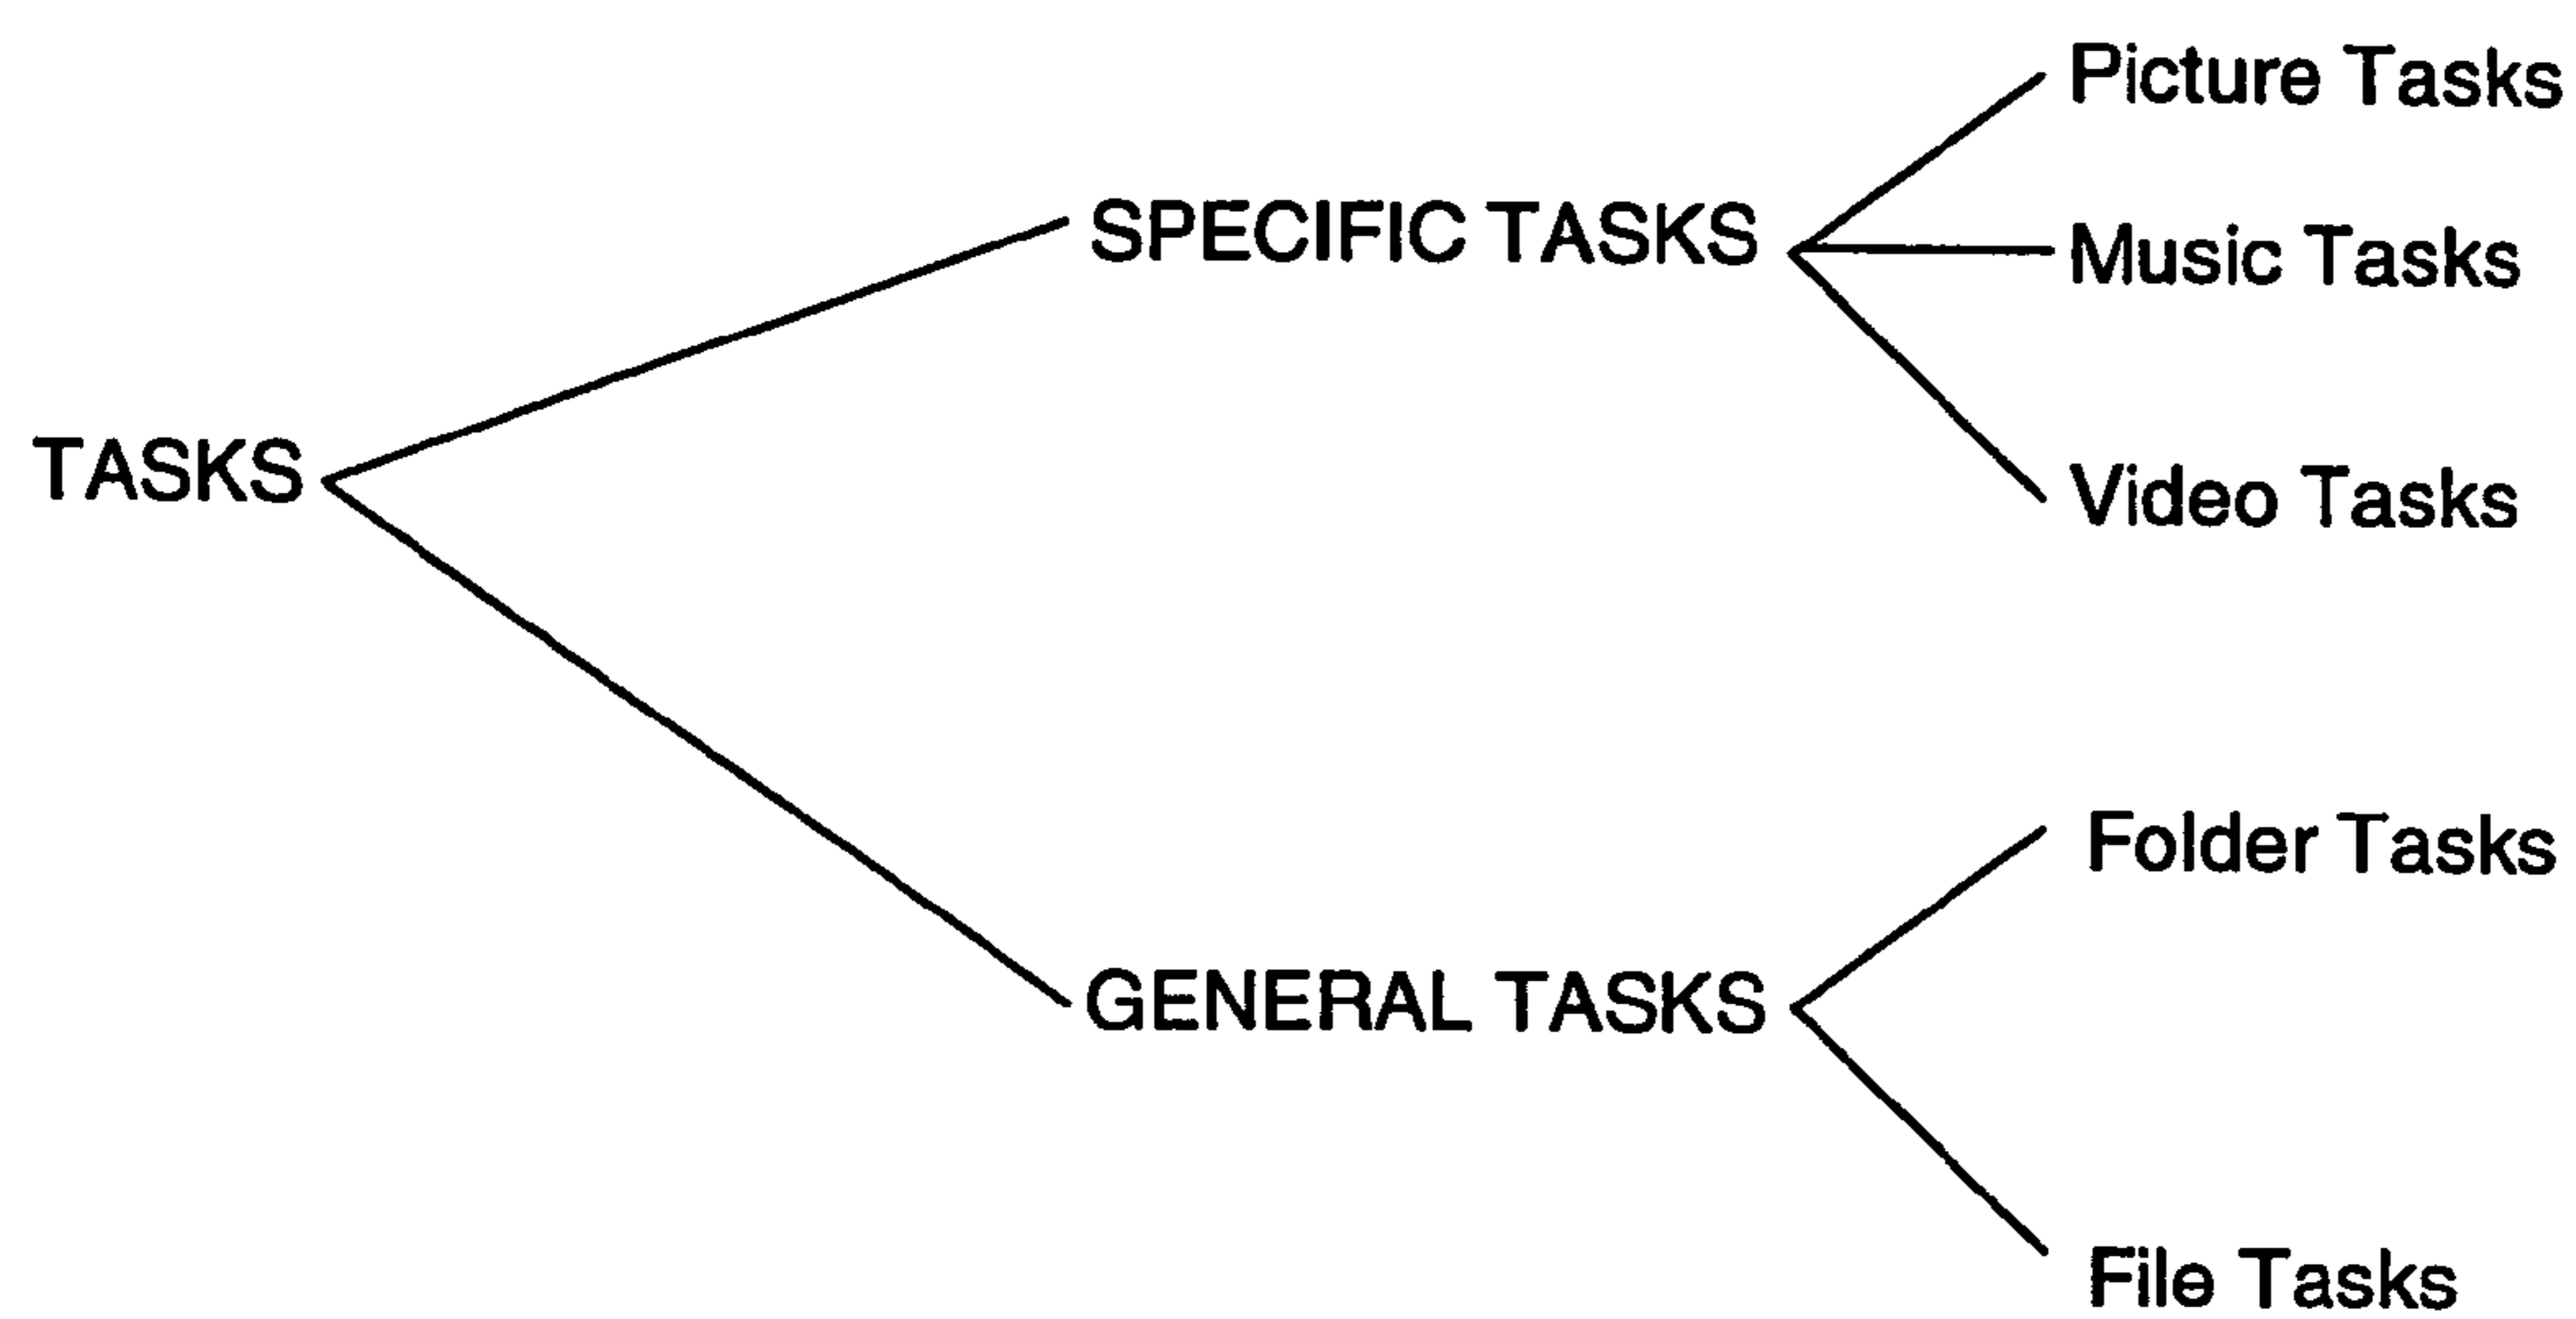 TASKS
SPECIFIC TASKS
Picture Tasks
Music Tasks
Video Tasks
GENERAL TASKS
Folder Tasks
File Tasks